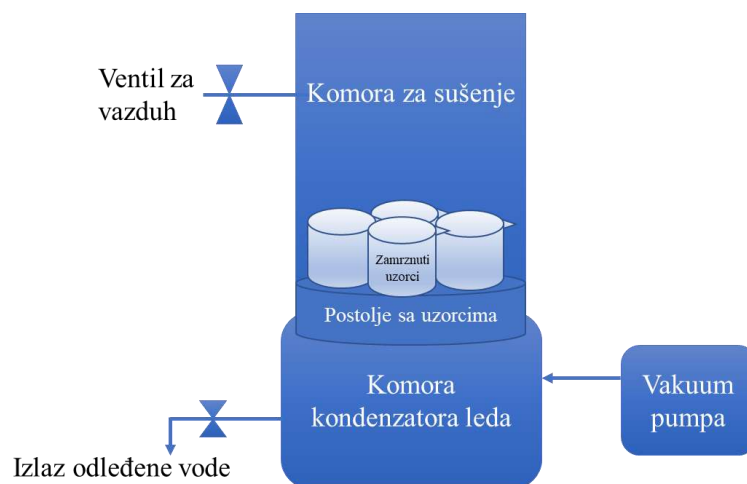 Ventil za
vazduh
Komora za sušenje
Zamrznuti
uzorci
Postolje sa uzorcima
Komora
kondenzatora leda
Vakuum
pumpa
Izlaz odleđene vode